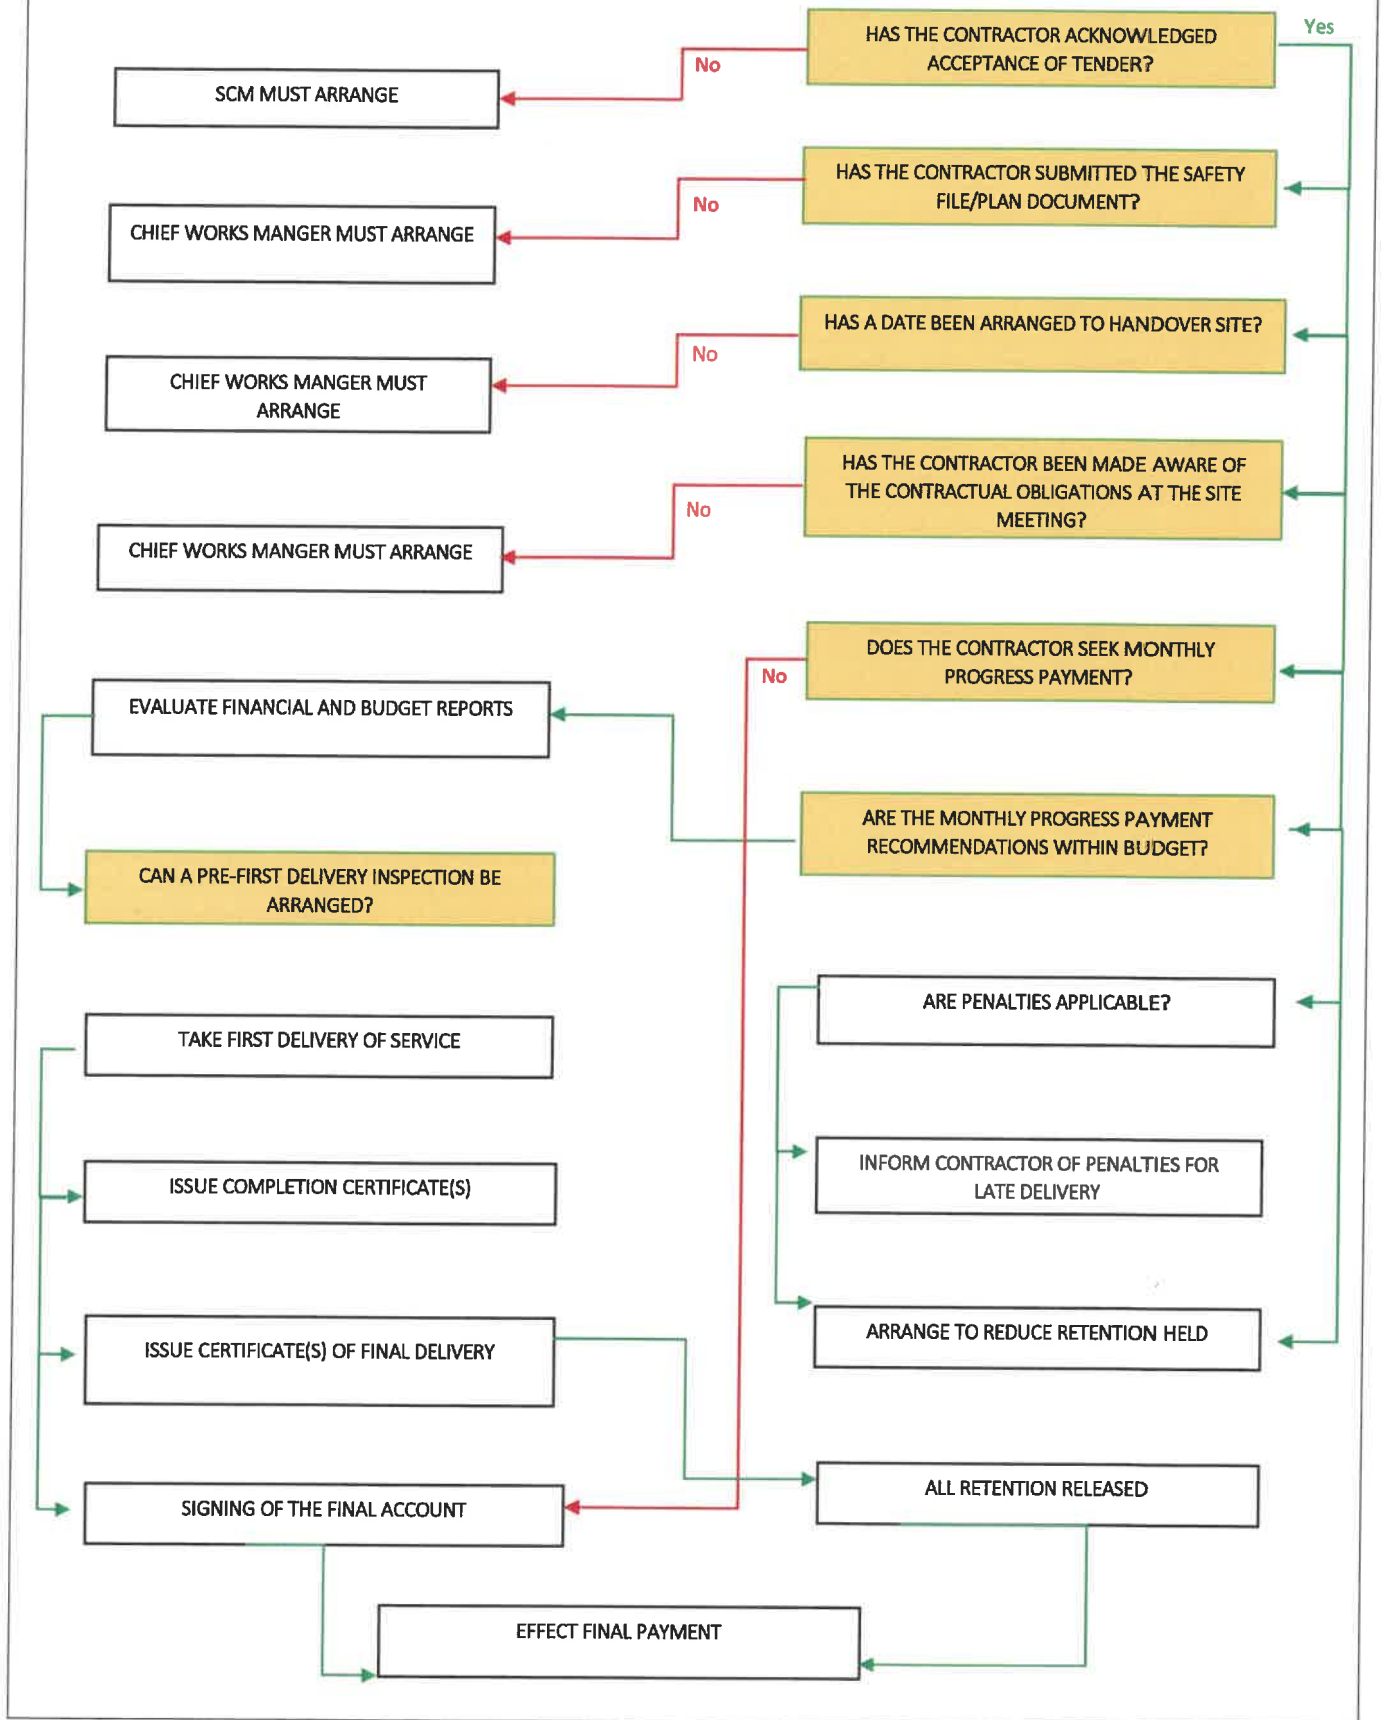 HAS THE CONTRACTOR ACKNOWLEDGED
ACCEPTANCE OF TENDER?
Yes
No
SCM MUST ARRANGE
HAS THE CONTRACTOR SUBMITTED THE SAFETY
FILE/PLAN DOCUMENT?
No
CHIEF WORKS MANGER MUST ARRANGE
HAS A DATE BEEN ARRANGED TO HANDOVER SITE?
No
CHIEF WORKS MANGER MUST
ARRANGE
HAS THE CONTRACTOR BEEN MADE AWARE OF
THE CONTRACTUAL OBLIGATIONS AT THE SITE
MEETING?
No
CHIEF WORKS MANGER MUST ARRANGE
DOES THE CONTRACTOR SEEK MONTHLY
PROGRESS PAYMENT?
No
EVALUATE FINANCIAL AND BUDGET REPORTS
ARE THE MONTHLY PROGRESS PAYMENT
RECOMMENDATIONS WITHIN BUDGET?
CAN A PRE-FIRST DELIVERY INSPECTION BE
ARRANGED?
ARE PENALTIES APPLICABLE?
TAKE FIRST DELIVERY OF SERVICE
INFORM CONTRACTOR OF PENALTIES FOR
LATE DELIVERY
ISSUE COMPLETION CERTIFICATE(S)
ARRANGE TO REDUCE RETENTION HELD
ISSUE CERTIFICATE(S) OF FINAL DELIVERY
ALL RETENTION RELEASED
SIGNING OF THE FINAL ACCOUNT
EFFECT FINAL PAYMENT